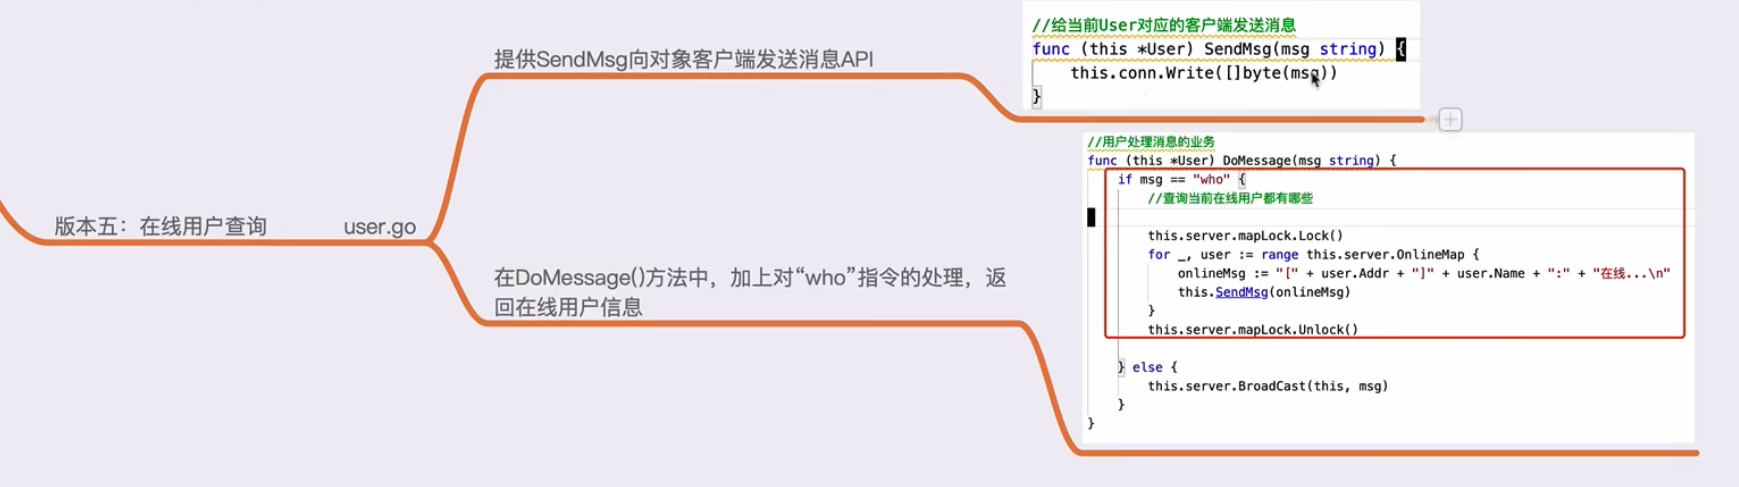 版本五：在线用户查询 user.go
提供SendMsg向对象客户端发送消息API
//给当前User对应的客户端发送消息
func (this *User) SendMsg(msg string) {
this.conn.Write([]byte(msg))
}
在DoMessage()方法中，加上对“who”指令的处理，返
回在线用户信息
//用户处理消息的业务
func (this *User) DoMessage(msg string) {
if msg == "who" {
//查询当前在线用户都有哪些
this.server.mapLock.Lock()
for _, user := range this.server.OnlineMap {
onlineMsg := "[" + user.Addr + "]" + user.Name + ":" + "在线...\n"
this.SendMsg(onlineMsg)
}
this.server.mapLock.Unlock()
} else {
this.server.BroadCast(this, msg)
}
}